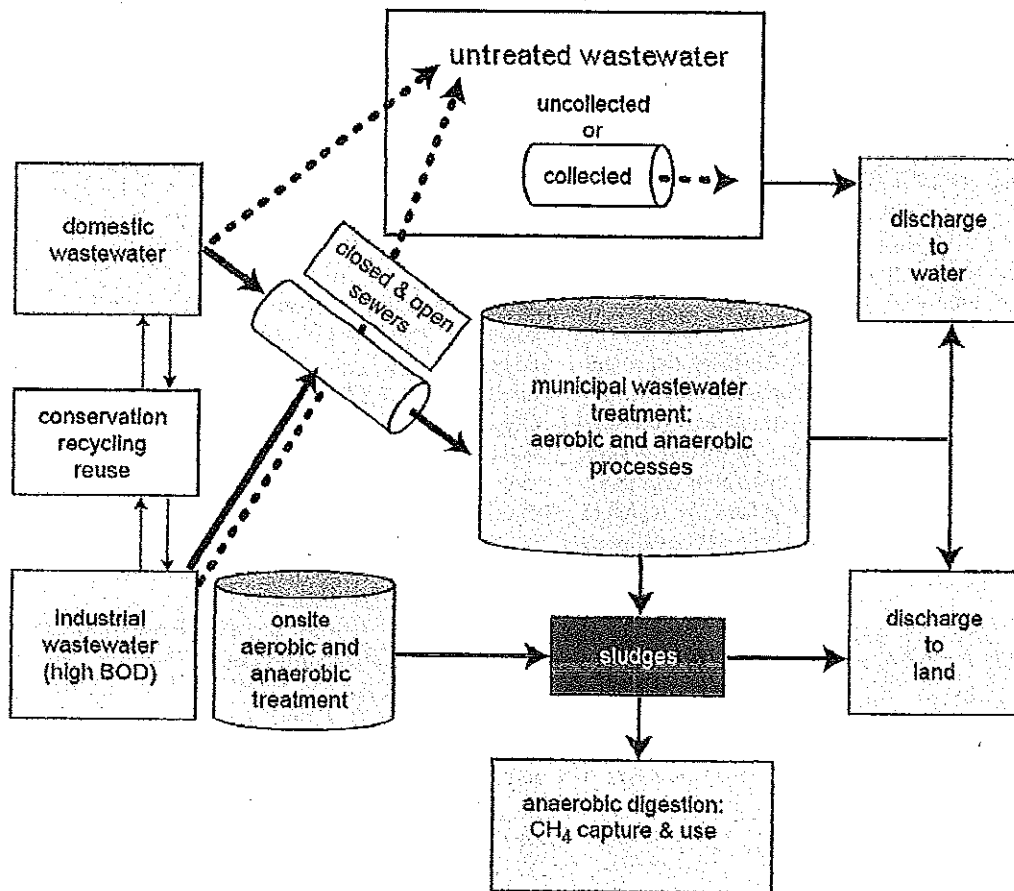 untreated wastewater
uncollected
or
collected
domestic
wastewater
closed & open
sewers
discharge
to
water
conservation
recycling
reuse
municipal wastewater
treatment:
aerobic and anaerobic
processes
industrial
wastewater
(high BOD)
onsite
aerobic and
anaerobic
treatment
sludges
discharge
to
land
anaerobic digestion:
CH4 capture & use